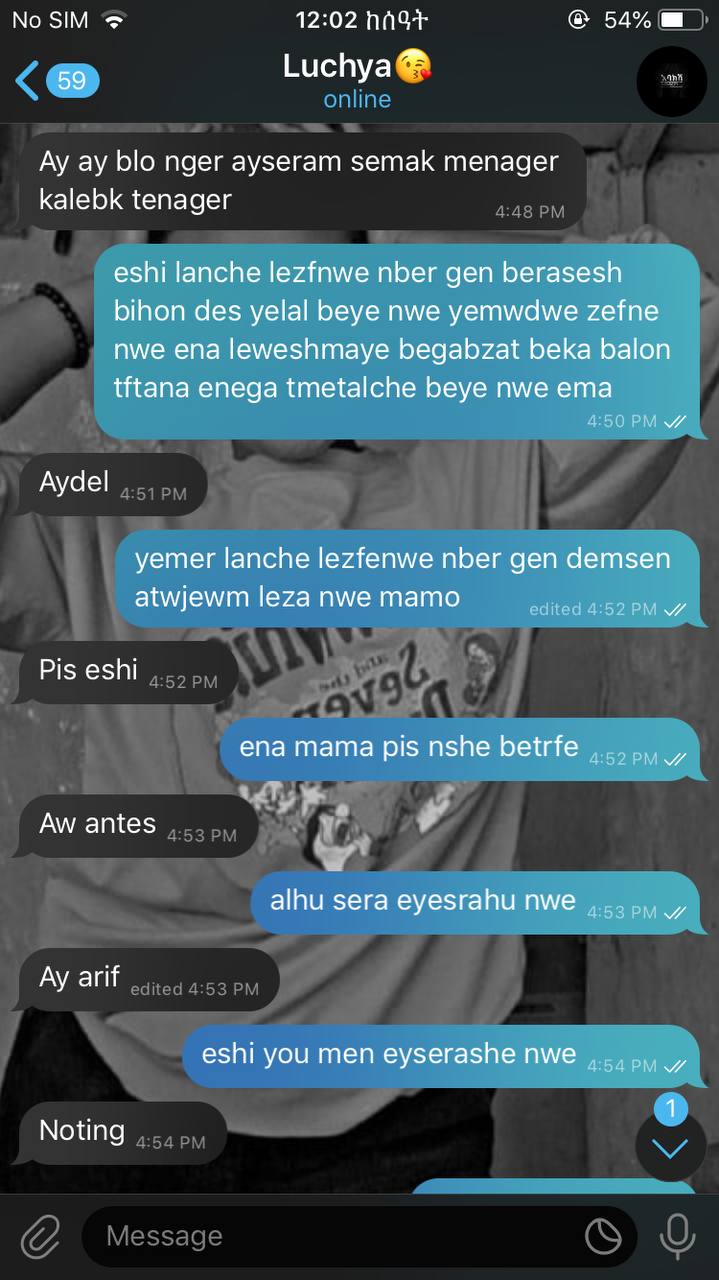 No SIM 12:02 ከሰዓት 54%
59
Luchya😘
online
Ay ay blo nger ayseram semak menager
kalebk tenager
4:48 PM
eshi lanche lezfnwe nber gen berasesh
bihon des yelal beye nwe yemwdwe zefne
nwe ena leweshmaye begabzat beka balon
tftana enega tmetalche beye nwe ema
4:50 PM
Aydel 4:51 PM
yemer lanche lezfenwe nber gen demsen
atwjewm leza nwe mamo edited 4:52 PM
Pis eshi 4:52 PM
ena mama pis nshe betrfe 4:52 PM
Aw antes 4:53 PM
alhu sera eyesrahu nwe 4:53 PM
Ay arif edited 4:53 PM
eshi you men eyserashe nwe 4:54 PM
Noting 4:54 PM
1
Message